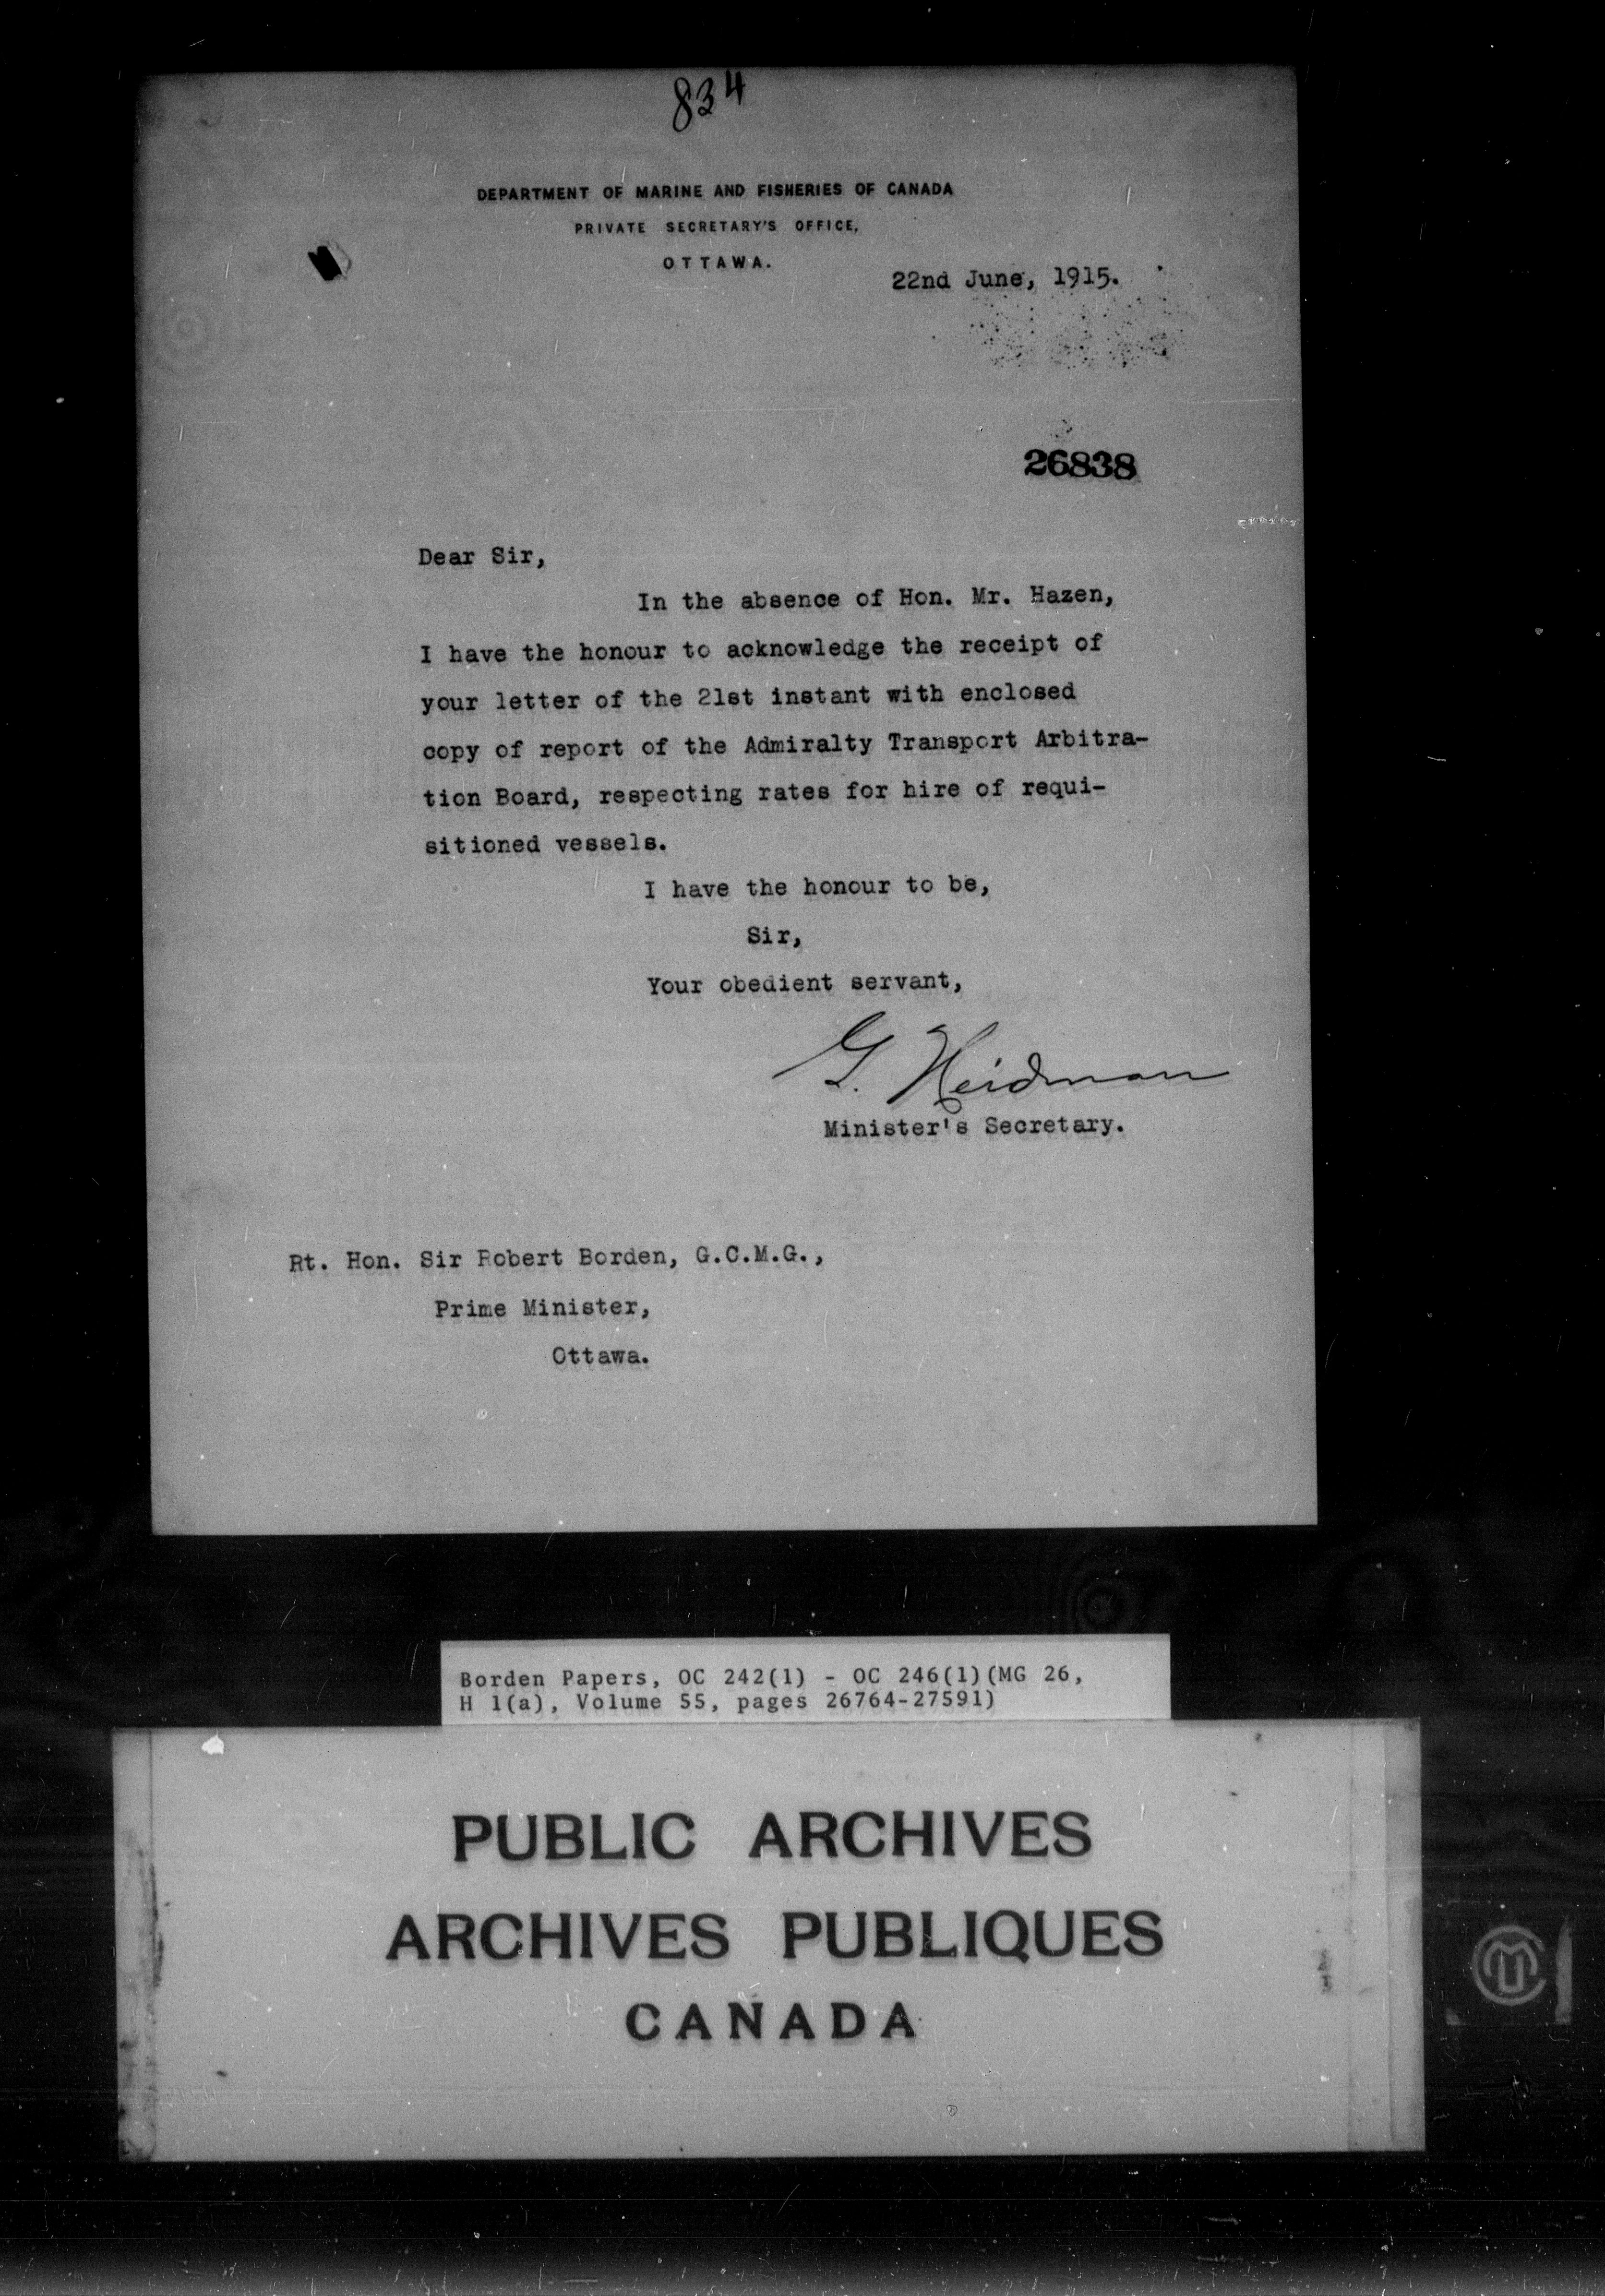 834
DEPARTMENT OF MARINE AND FISHERIES OF CANADA
PRIVATE SECRETARY'S OFFICE,
OTTAWA.
22nd June, 1915.
26838
Dear Sir,
In the absence of Hon. Mr. Hazen,
I have the honour to acknowledge the receipt of
your letter of the 21st instant with enclosed
copy of report of the Admiralty Transport Arbitra-
tion Board, respecting rates for hire of requi-
sitioned vessels.
I have the honour to be,
Sir,
Your obedient servant,
G. Heidman
Minister's Secretary.
Rt. Hon. Sir Robert Borden, G.C.M.G.,
Prime Minister,
Ottawa.
Borden Papers, OC 242(1) - OC 246(1)(MG 26,
H 1(a), Volume 55, pages 26764-27591)
PUBLIC ARCHIVES
ARCHIVES PUBLIQUES
CANADA